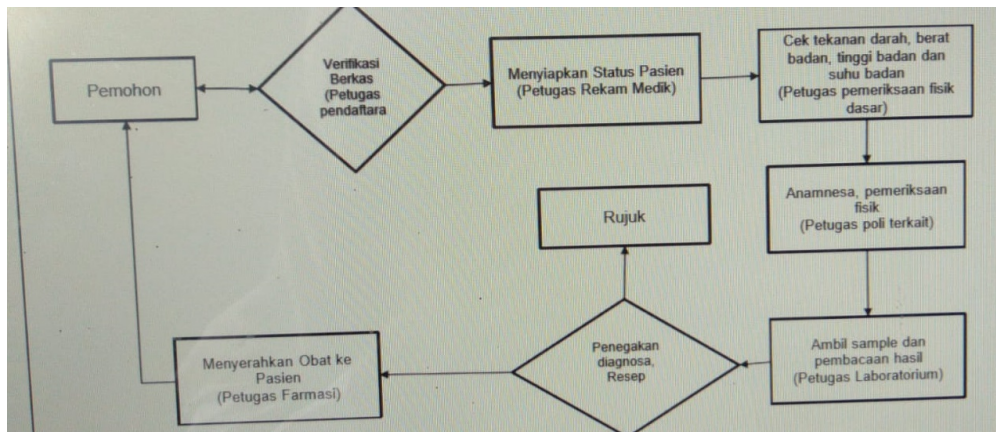 Pemohon
Verifikasi
Berkas
(Petugas
pendaftara
Menyiapkan Status Pasien
(Petugas Rekam Medik)
Cek tekanan darah, berat
badan, tinggi badan dan
suhu badan
(Petugas pemeriksaan fisik
dasar)
Anamnesa, pemeriksaan
fisik
(Petugas poli terkait)
Ambil sample dan
pembacaan hasil
(Petugas Laboratorium)
Penegakan
diagnosa,
Resep
Rujuk
Menyerahkan Obat ke
Pasien
(Petugas Farmasi)